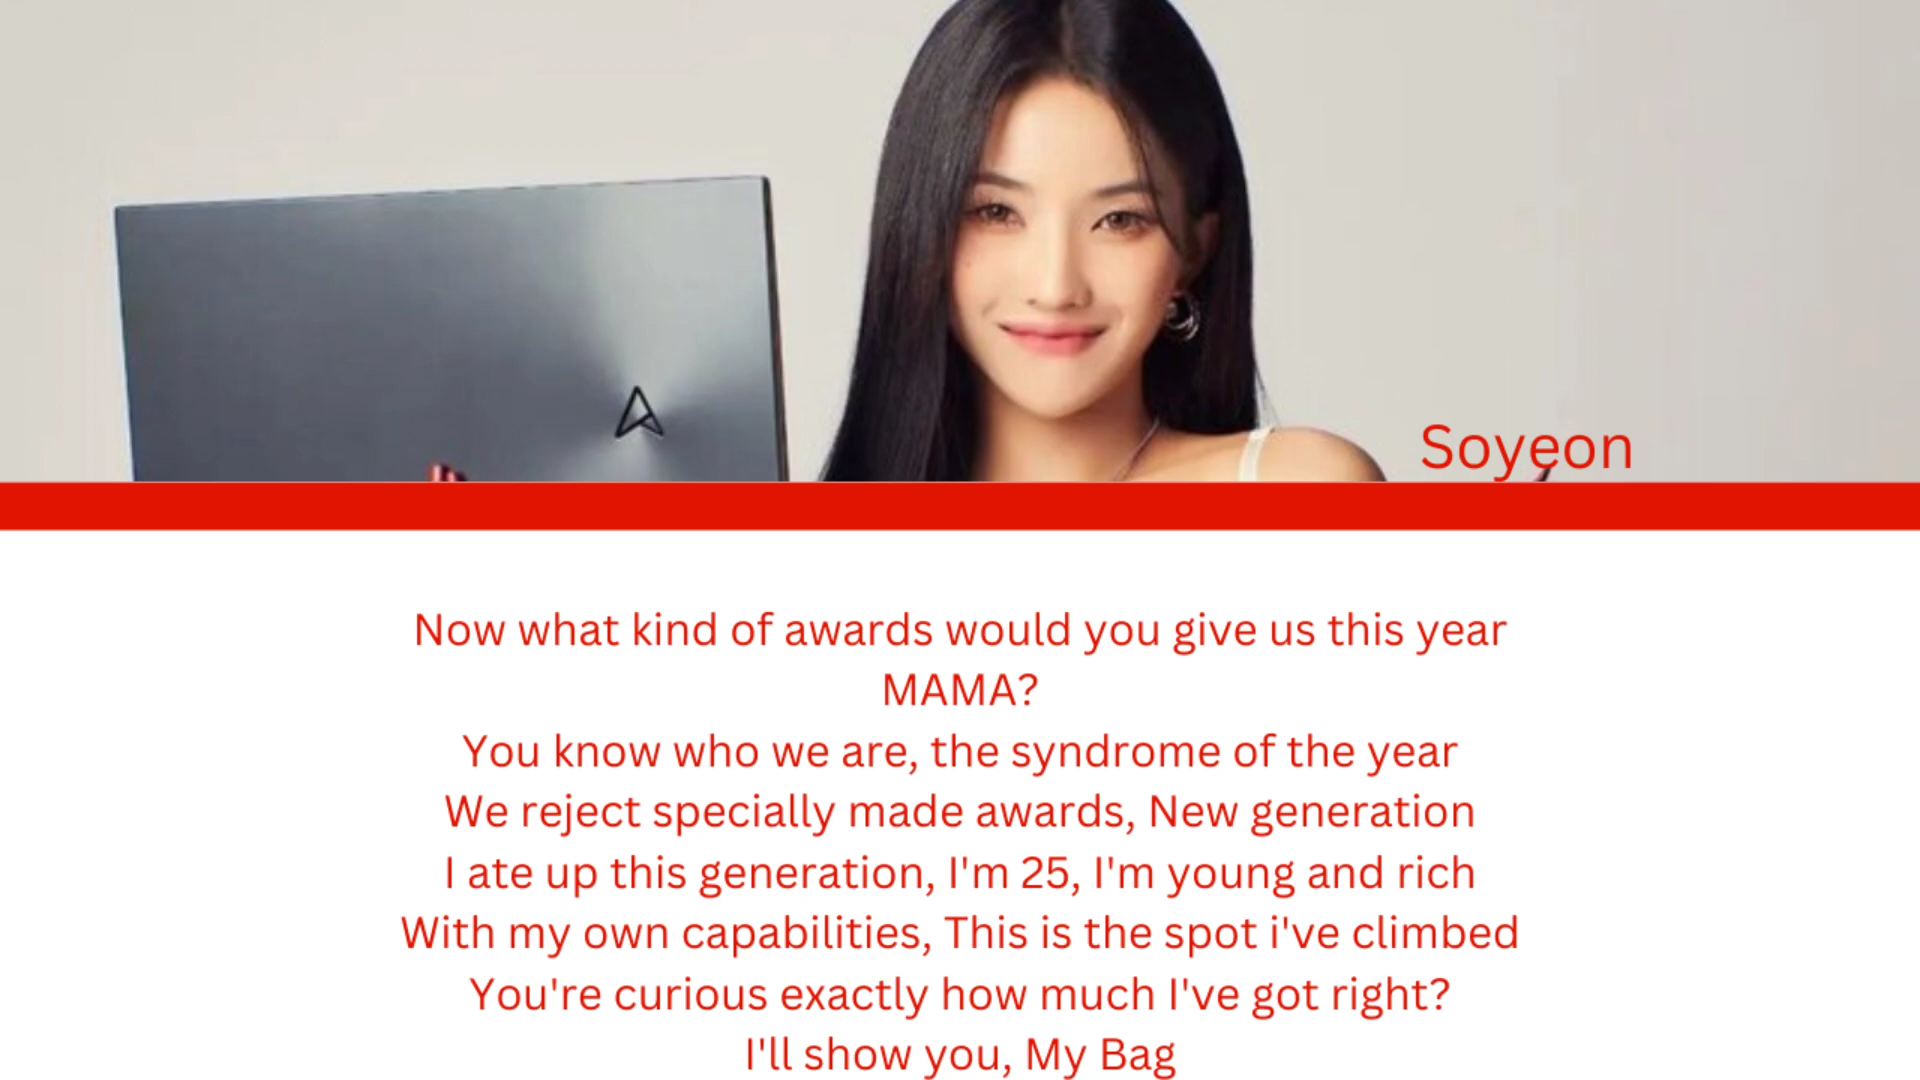 Soyeon
Now what kind of awards would you give us this year
MAMA?
You know who we are, the syndrome of the year
We reject specially made awards, New generation
I ate up this generation, I'm 25, I'm young and rich
With my own capabilities, This is the spot i've climbed
You're curious exactly how much I've got right?
I'll show you, My Bag